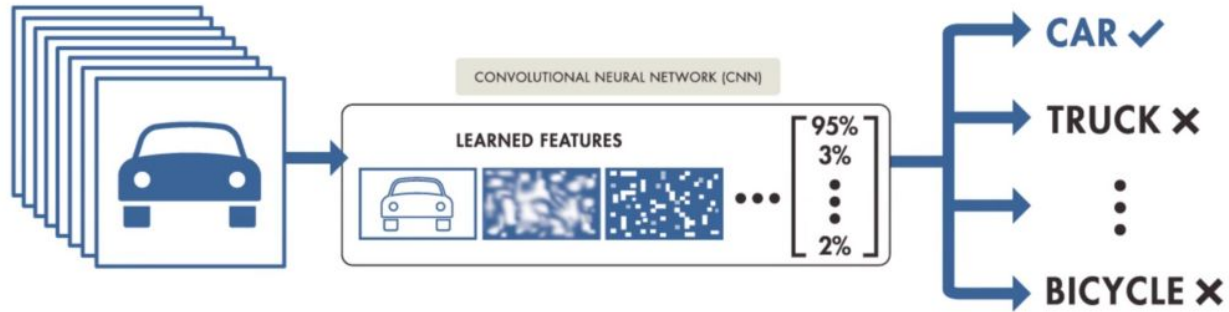 CONVOLUTIONAL NEURAL NETWORK (CNN)
LEARNED FEATURES
95%
3%
2%
CAR
TRUCK
BICYCLE